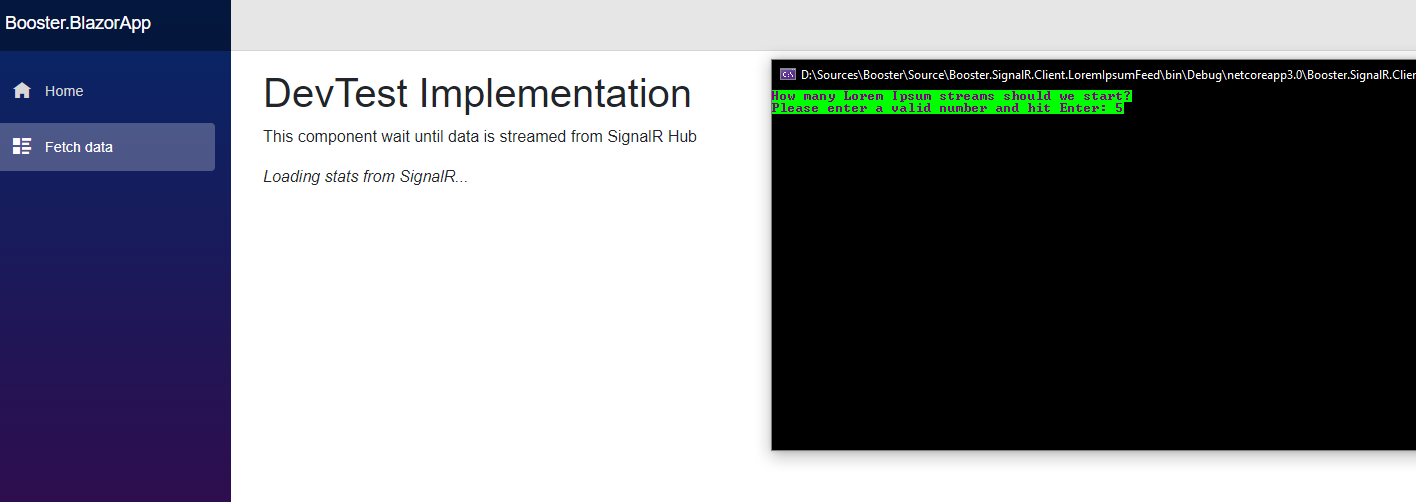 Booster.BlazorApp
Home
Fetch data
DevTest Implementation
This component wait until data is streamed from SignalR Hub
Loading stats from SignalR...
D:\Sources\Booster\Source\Booster.SignalR.Client.LoremIpsumFeed\bin\Debug\netcoreapp3.0\Booster.SignalR.Clien
How many Lorem Ipsum streams should we start?
Please enter a valid number and hit Enter: 5